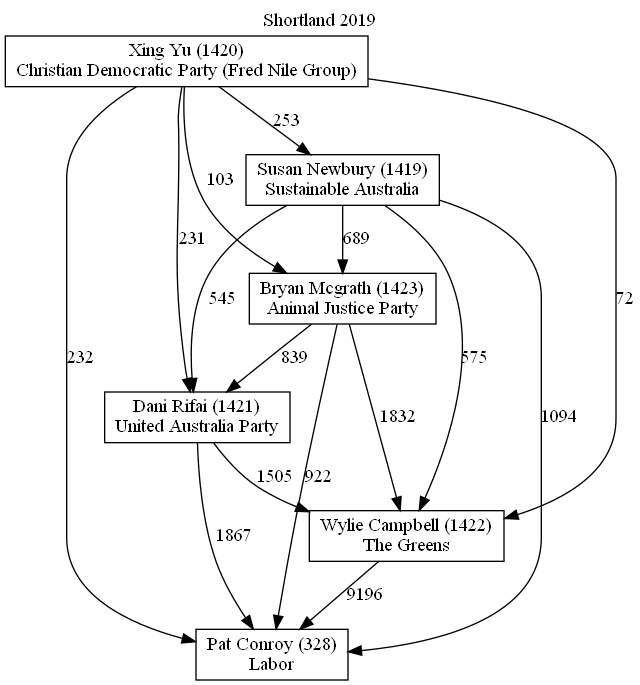 Shortland 2019
Xing Yu (1420)
Christian Democratic Party (Fred Nile Group)
253
Susan Newbury (1419)
Sustainable Australia
103
231
689
545
72
Bryan Mcgrath (1423)
Animal Justice Party
232
839
575
Dani Rifai (1421)
United Australia Party
1832
1094
1505
922
Wylie Campbell (1422)
The Greens
1867
9196
Pat Conroy (328)
Labor